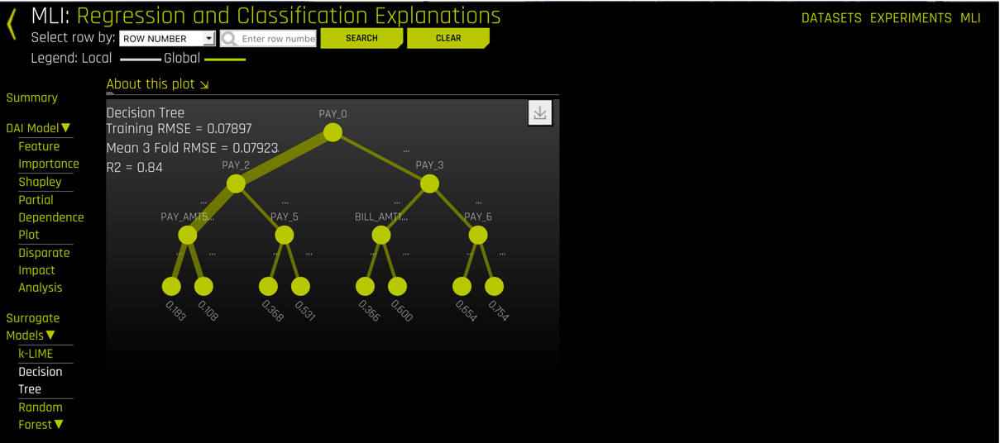 MLI: Regression and Classification Explanations
DATASETS EXPERIMENTS MLI
Select row by: ROW NUMBER Enter row numbe SEARCH CLEAR
Legend: Local Global
About this plot
Summary
DAI Model
Feature
Importance
Shapley
Partial
Dependence
Plot
Disparate
Impact
Analysis
Surrogate
Models
k-LIME
Decision
Tree
Random
Forest
Decision Tree
Training RMSE = 0.07897
Mean 3 Fold RMSE = 0.07923
R2 = 0.84
PAY_0
... ...
PAY_2 PAY_3
... ... ... ...
PAY_AMT5... PAY_5 BILL_AMT1... PAY_6
... ... ... ... ... ... ... ...
0.183 0.108 0.368 0.531 0.366 0.600 0.654 0.754